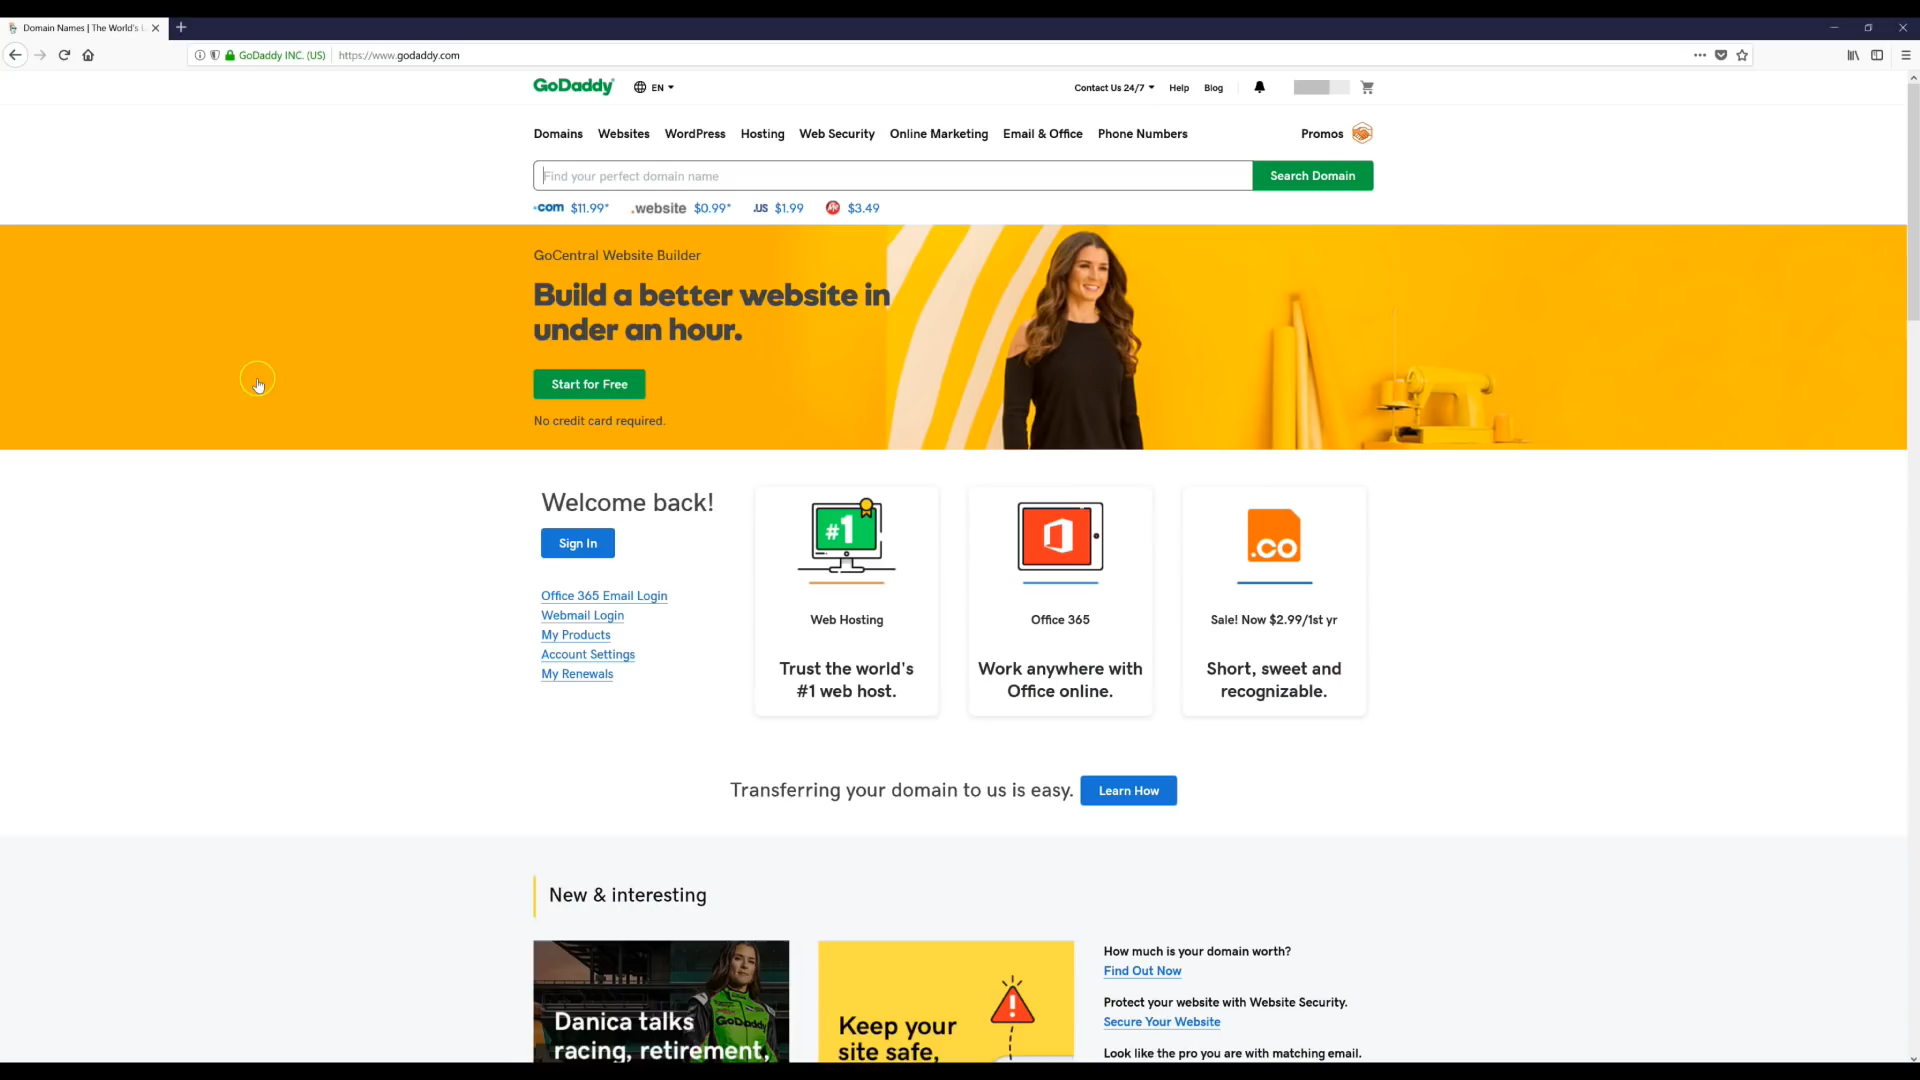 Domain Names | The World's
GoDaddy INC. (US)
https://www.godaddy.com
GoDaddy
EN
Contact Us 24/7
Help
Blog
Domains
Websites
WordPress
Hosting
Web Security
Online Marketing
Email & Office
Phone Numbers
Promos
Find your perfect domain name
Search Domain
.com $11.99*
.website $0.99*
.US $1.99
Me $3.49
GoCentral Website Builder
Build a better website in
under an hour.
Start for Free
No credit card required.
Welcome back!
Sign In
Office 365 Email Login
Webmail Login
My Products
Account Settings
My Renewals
#1
Web Hosting
Trust the world's
#1 web host.
Office 365
Work anywhere with
Office online.
.co
Sale! Now $2.99/1st yr
Short, sweet and
recognizable.
Transferring your domain to us is easy.
Learn How
New & interesting
GoDaddy
Danica talks
racing, retirement,
Keep your
site safe,
How much is your domain worth?
Find Out Now
Protect your website with Website Security.
Secure Your Website
Look like the pro you are with matching email.